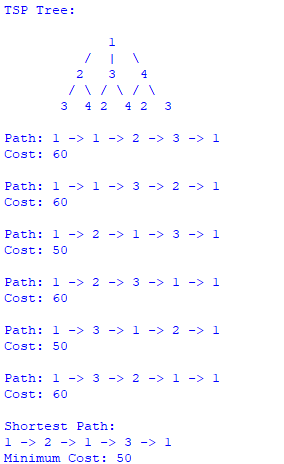 TSP Tree:
1
/ | \
2 3 4
/ \ / \ / \
3 4 2 4 2 3
Path: 1 -> 1 -> 2 -> 3 -> 1
Cost: 60
Path: 1 -> 1 -> 3 -> 2 -> 1
Cost: 60
Path: 1 -> 2 -> 1 -> 3 -> 1
Cost: 50
Path: 1 -> 2 -> 3 -> 1 -> 1
Cost: 60
Path: 1 -> 3 -> 1 -> 2 -> 1
Cost: 50
Path: 1 -> 3 -> 2 -> 1 -> 1
Cost: 60
Shortest Path:
1 -> 2 -> 1 -> 3 -> 1
Minimum Cost: 50